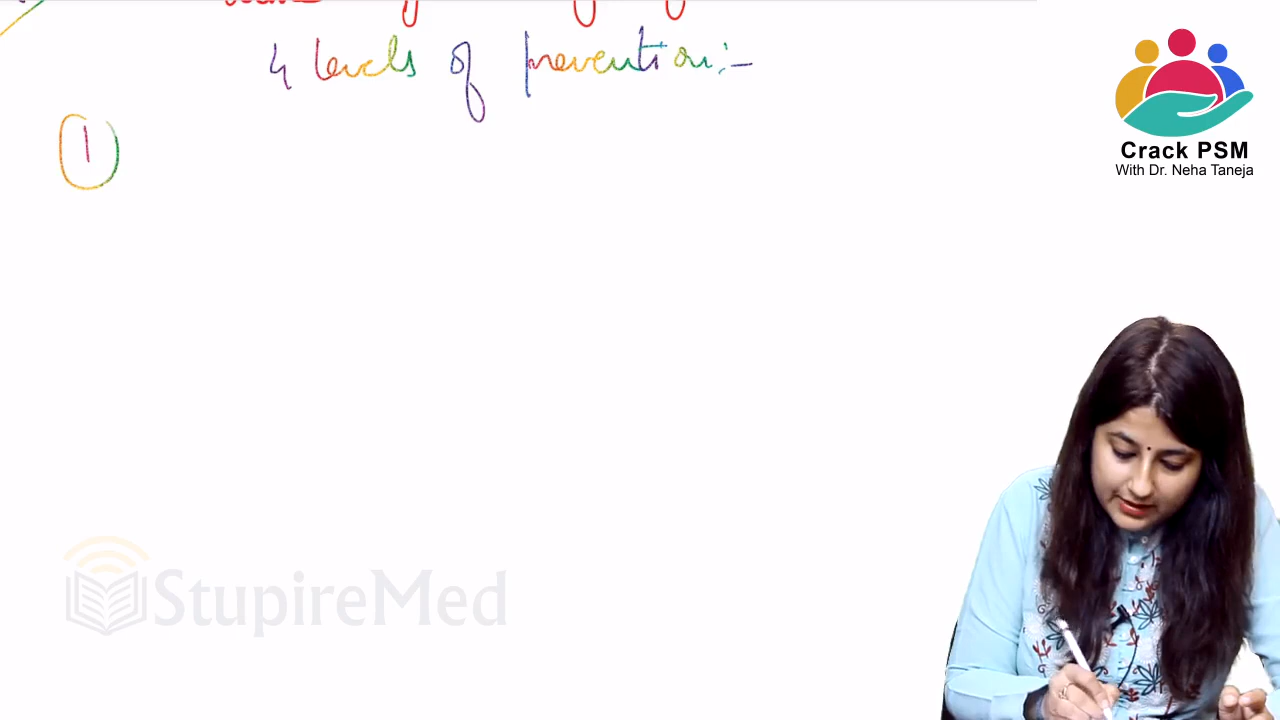 4 levels of prevention:-
1
Crack PSM
With Dr. Neha Taneja
StupireMed